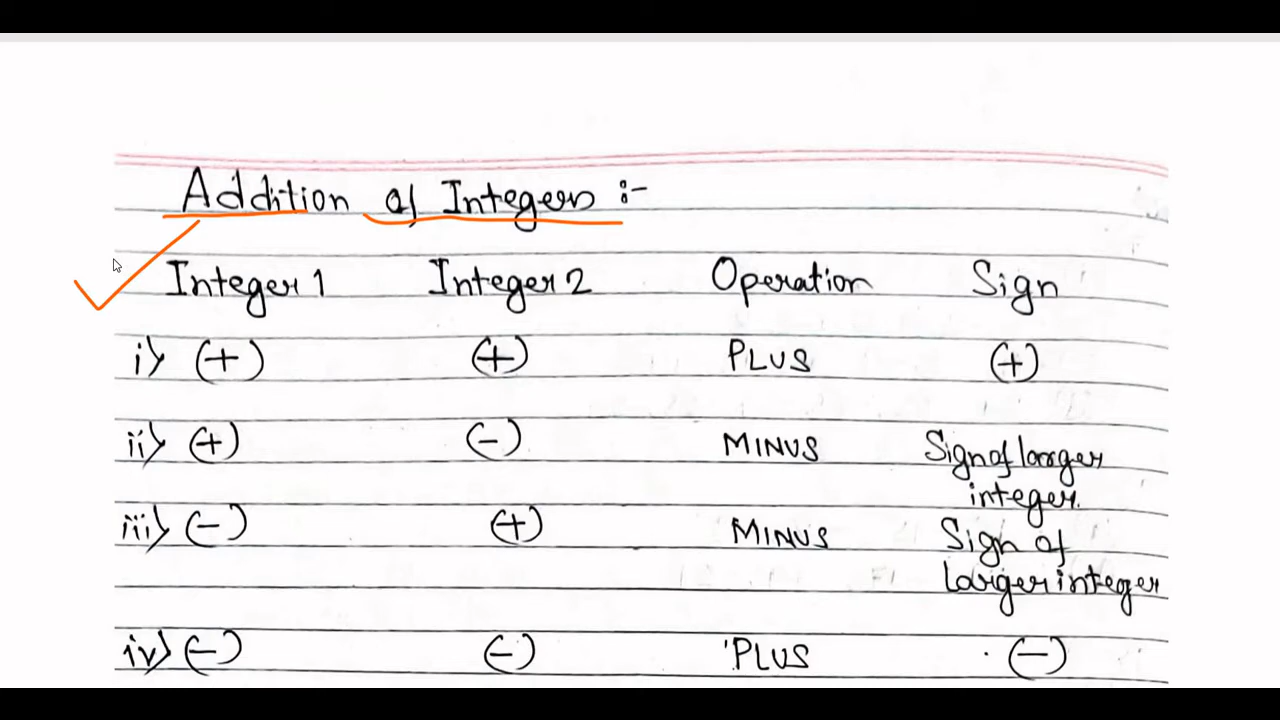 Addition of Integers :-
Integer 1 Integer 2 Operation Sign
i) (+) (+) PLUS (+)
ii) (+) (-) MINUS Sign of larger
integer.
iii) (-) (+) MINUS Sign of
larger integer
iv) (-) (-) PLUS (-)